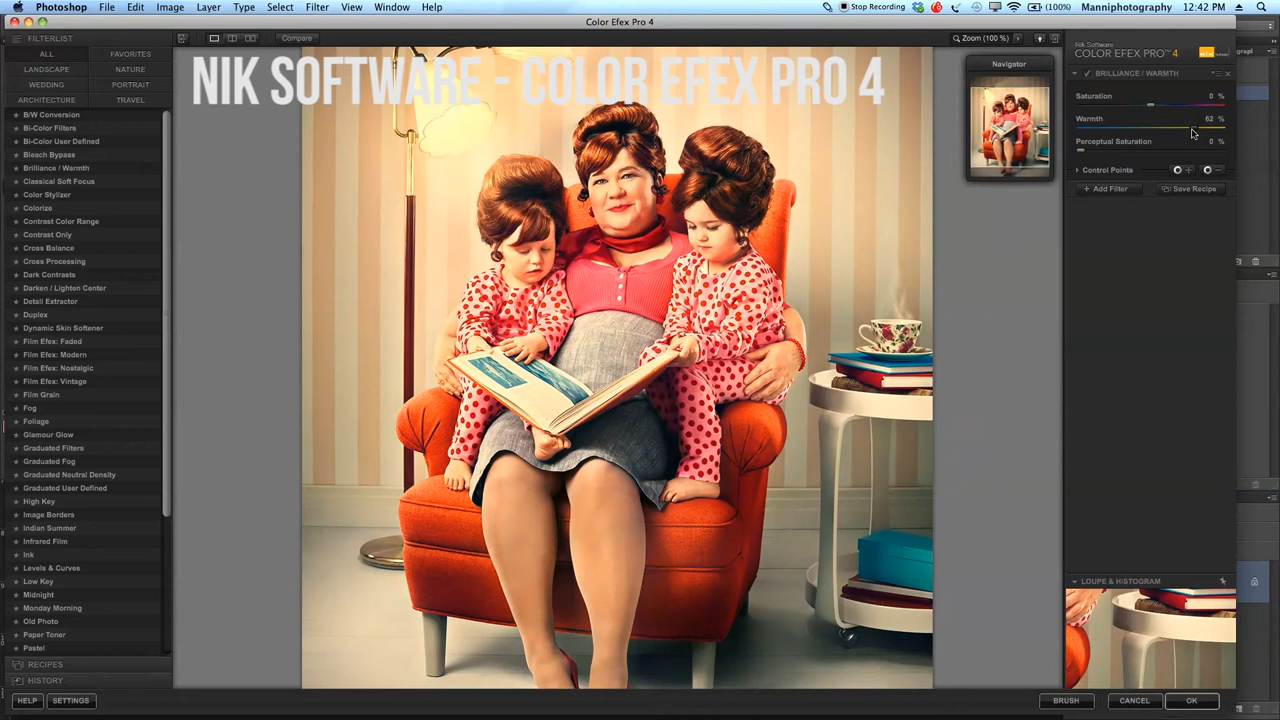 Photoshop File Edit Image Layer Type Select Filter View Window Help Stop Recording (100%) Manniphotography 12:42 PM
Color Efex Pro 4
FILTERLIST Compare Zoom (100 %)
ALL FAVORITES
LANDSCAPE NATURE
WEDDING PORTRAIT
ARCHITECTURE TRAVEL
B/W Conversion
Bi-Color Filters
Bi-Color User Defined
Bleach Bypass
Brilliance / Warmth
Classical Soft Focus
Color Stylizer
Colorize
Contrast Color Range
Contrast Only
Cross Balance
Cross Processing
Dark Contrasts
Darken / Lighten Center
Detail Extractor
Duplex
Dynamic Skin Softener
Film Efex: Faded
Film Efex: Modern
Film Efex: Nostalgic
Film Efex: Vintage
Film Grain
Fog
Foliage
Glamour Glow
Graduated Filters
Graduated Fog
Graduated Neutral Density
Graduated User Defined
High Key
Image Borders
Indian Summer
Infrared Film
Ink
Levels & Curves
Low Key
Midnight
Monday Morning
Old Photo
Paper Toner
Pastel
RECIPES
HISTORY
HELP SETTINGS
NIK SOFTWARE - COLOR EFEX PRO 4
Navigator
Nik Software
COLOR EFEX PRO™ 4
BRILLIANCE / WARMTH
Saturation 0 %
Warmth 62 %
Perceptual Saturation 0 %
Control Points
Add Filter Save Recipe
LOUPE & HISTOGRAM
BRUSH CANCEL OK